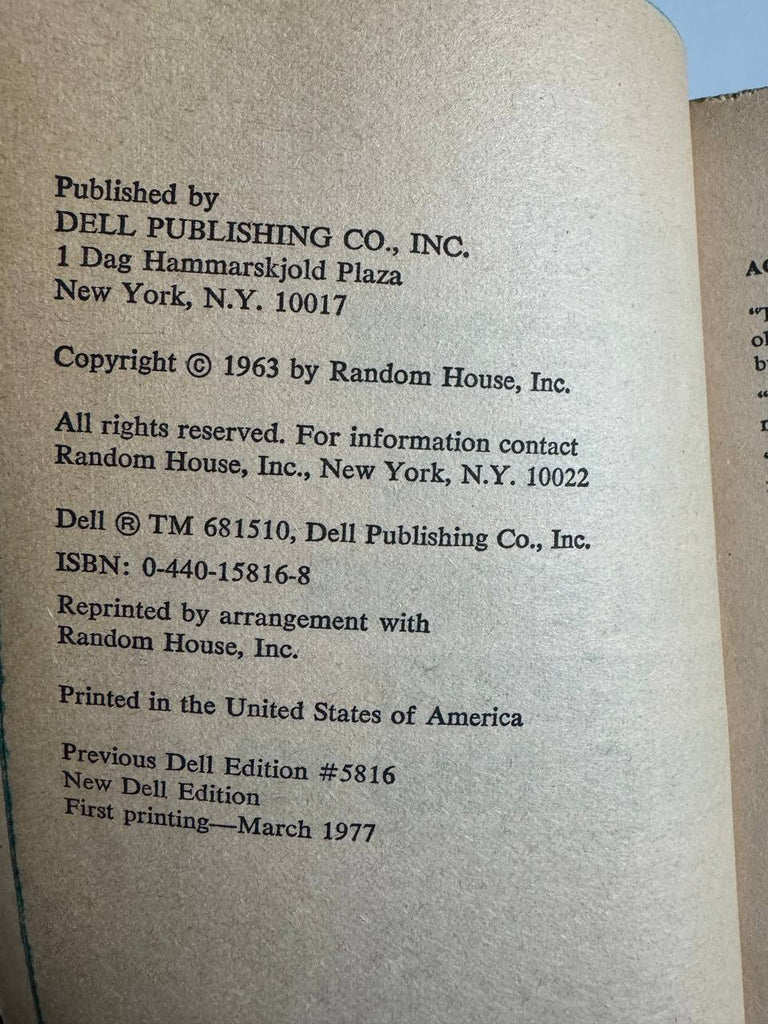 Published by
DELL PUBLISHING CO., INC.
1 Dag Hammarskjold Plaza
New York, N.Y. 10017
Copyright © 1963 by Random House, Inc.
All rights reserved. For information contact
Random House, Inc., New York, N.Y. 10022
Dell ® TM 681510, Dell Publishing Co., Inc.
ISBN: 0-440-15816-8
Reprinted by arrangement with
Random House, Inc.
Printed in the United States of America
Previous Dell Edition #5816
New Dell Edition
First printing—March 1977